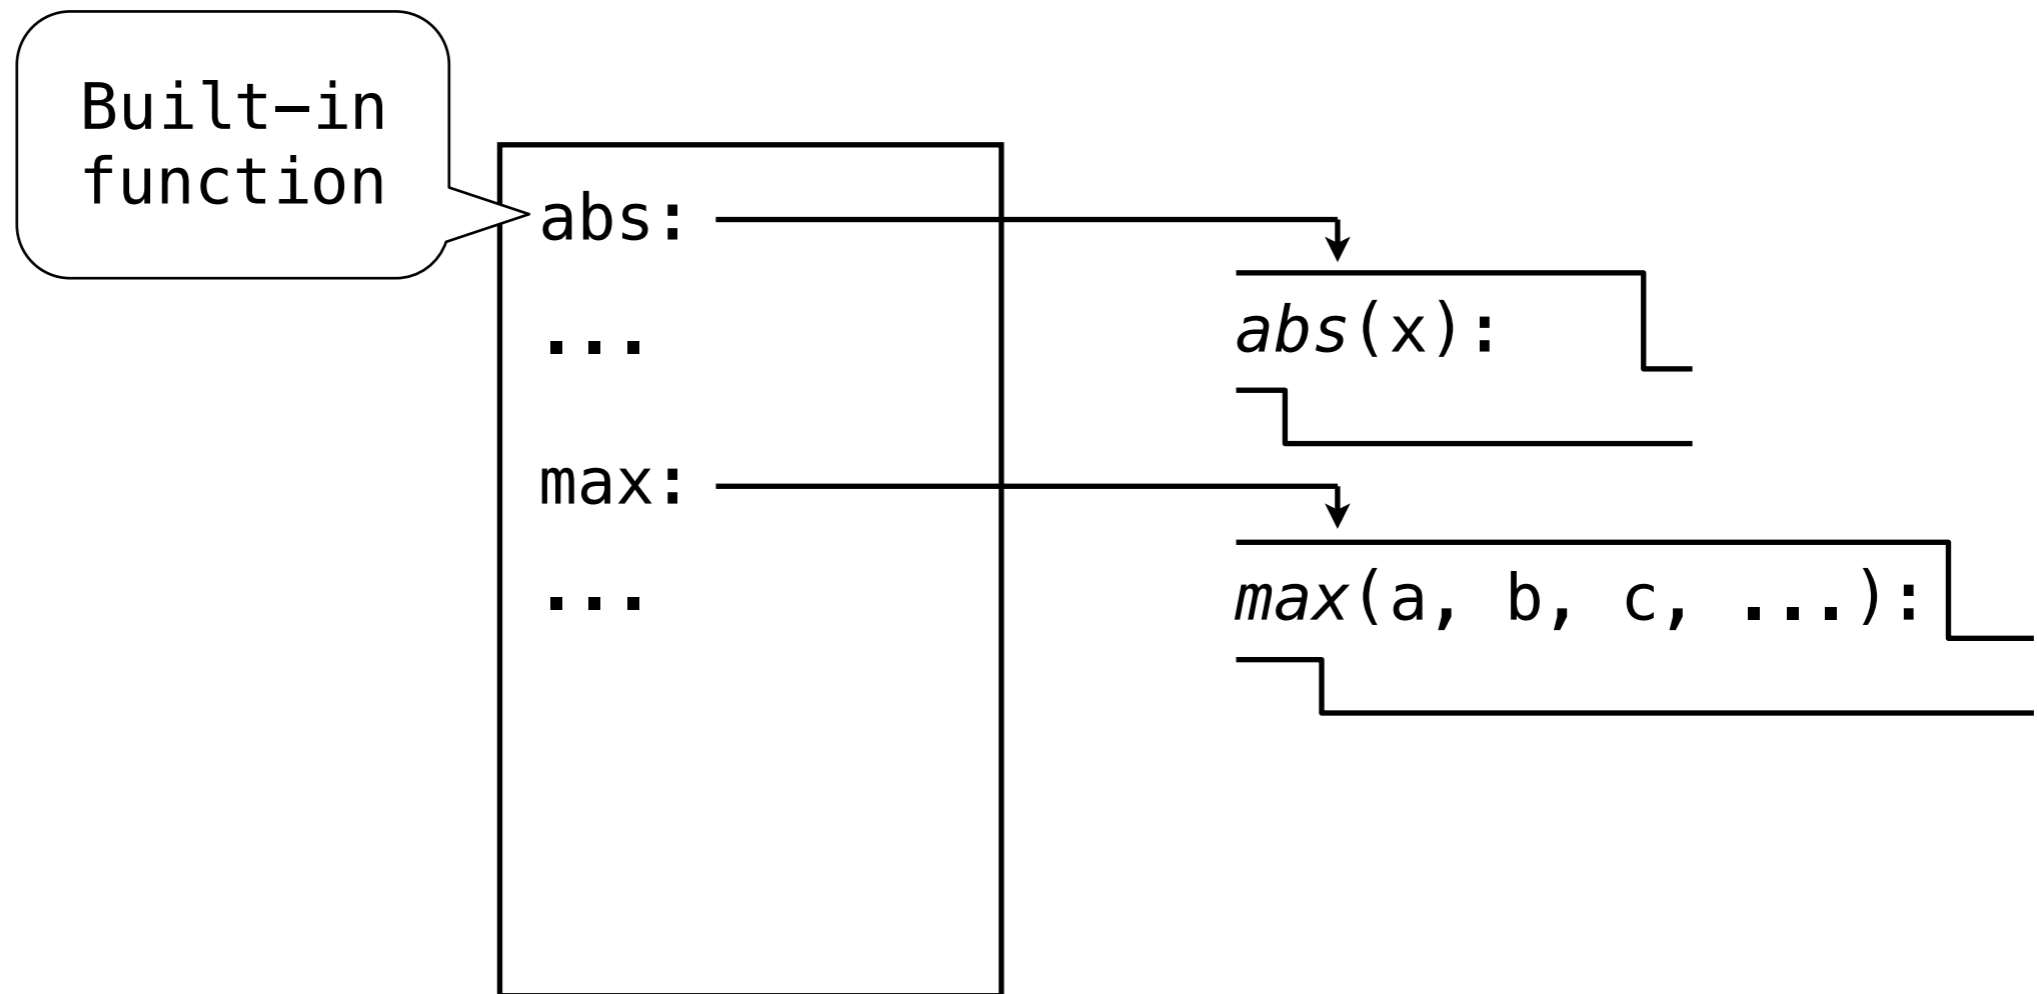 Built-in
function
abs:
...
max:
...
abs(x):
max(a, b, c, ...):